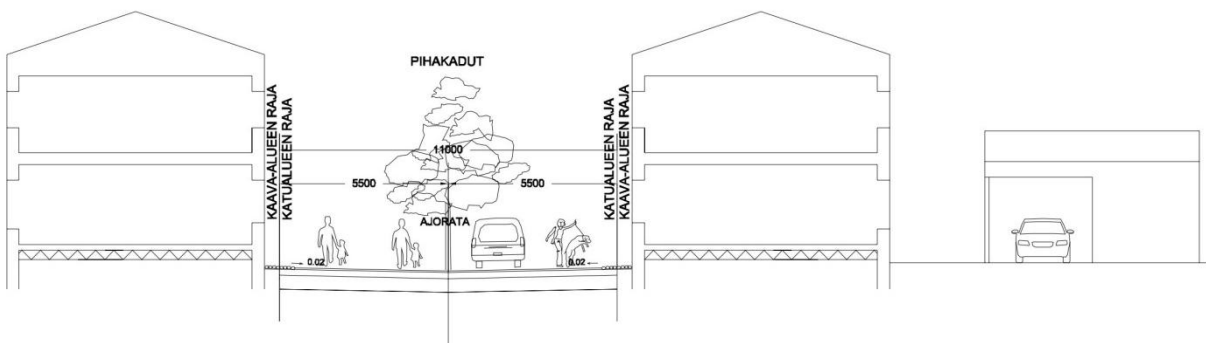 PIHAKADUT
KAAVA-ALUEEN RAJA
KATUALUEEN RAJA
KATUALUEEN RAJA
KAAVA-ALUEEN RAJA
11000
5500
5500
AJORATA
0.02
0.02